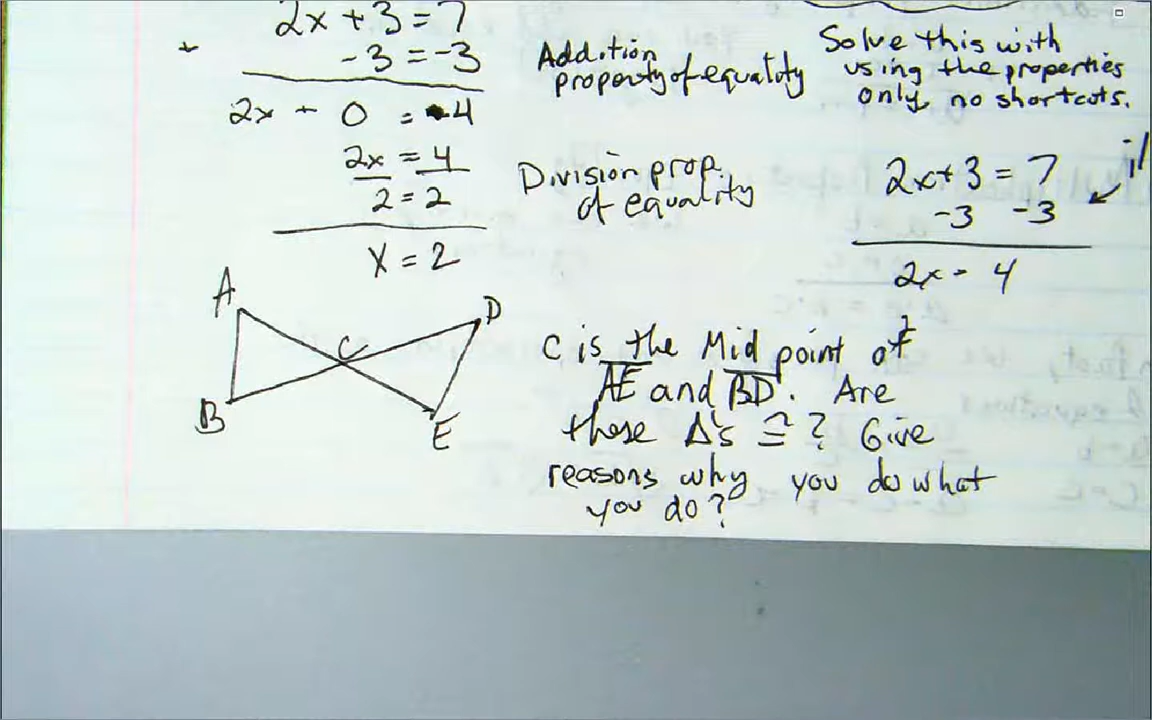 2x + 3 = 7
+ -3 = -3
Addition
property of equality
Solve this with
using the properties
only, no shortcuts.
2x + 0 = 4
2x = 4
2 = 2
Division prop.
of equality
x = 2
2x+3 = 7
-3 -3
2x = 4
A
B
C
D
E
C is the Mid point of
AE and BD. Are
these Δ's ≅? Give
reasons why you do what
you do?